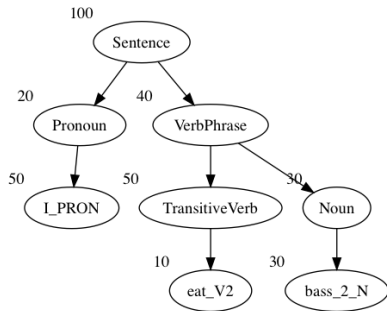 100
Sentence
20
40
Pronoun
VerbPhrase
50
50
30
I_PRON
TransitiveVerb
Noun
10
30
eat_V2
bass_2_N